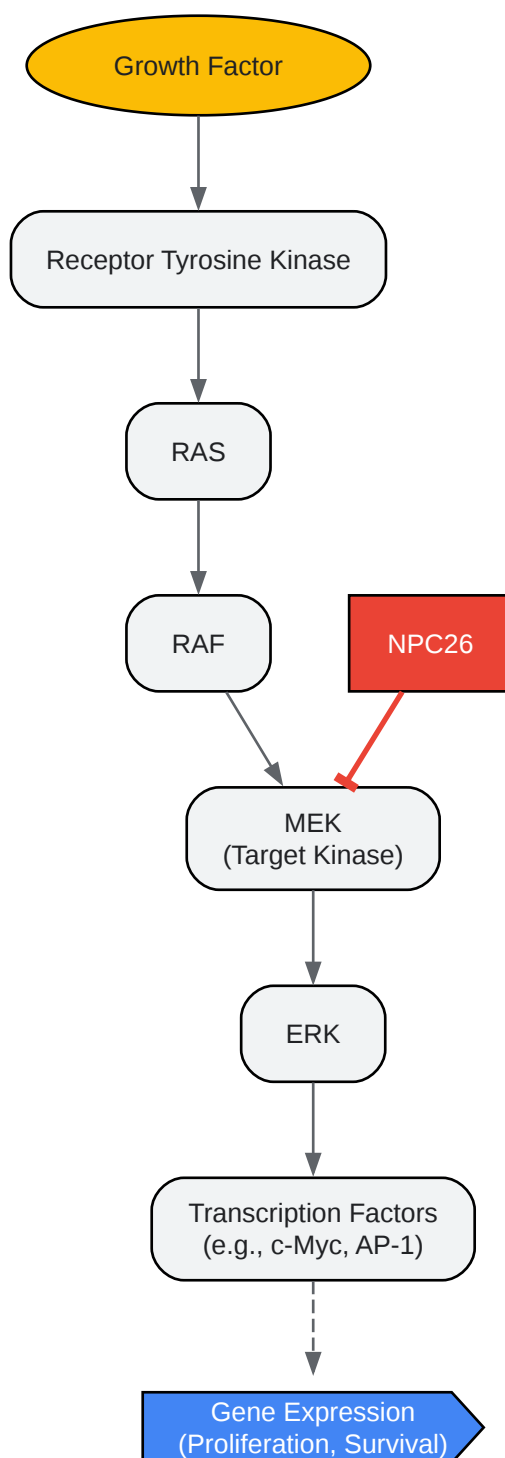 Growth Factor
Receptor Tyrosine Kinase
RAS
RAF
NPC26
MEK
(Target Kinase)
ERK
Transcription Factors
(e.g., c-Myc, AP-1)
Gene Expression
(Proliferation, Survival)